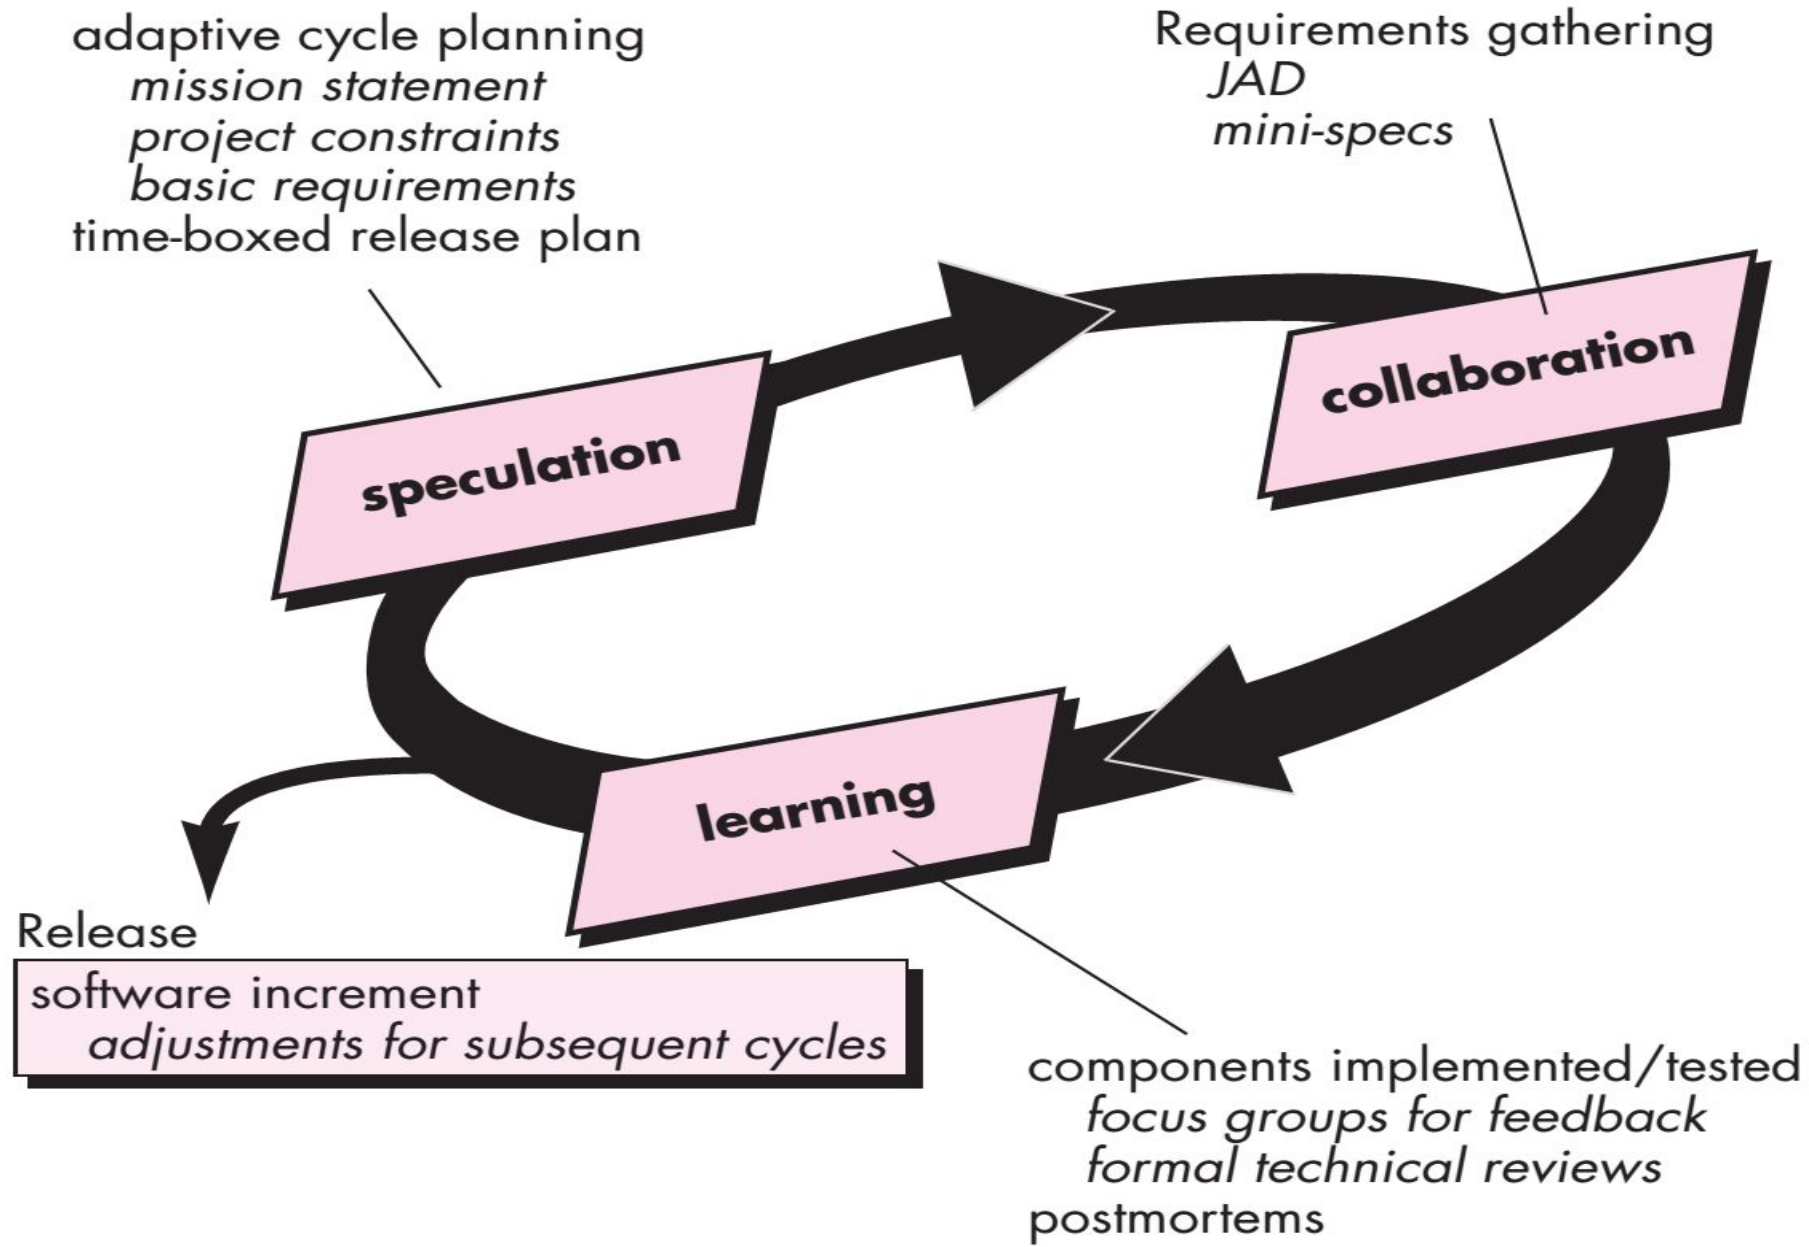 adaptive cycle planning
mission statement
project constraints
basic requirements
time-boxed release plan
Requirements gathering
JAD
mini-specs
speculation
collaboration
learning
Release
software increment
adjustments for subsequent cycles
components implemented/tested
focus groups for feedback
formal technical reviews
postmortems